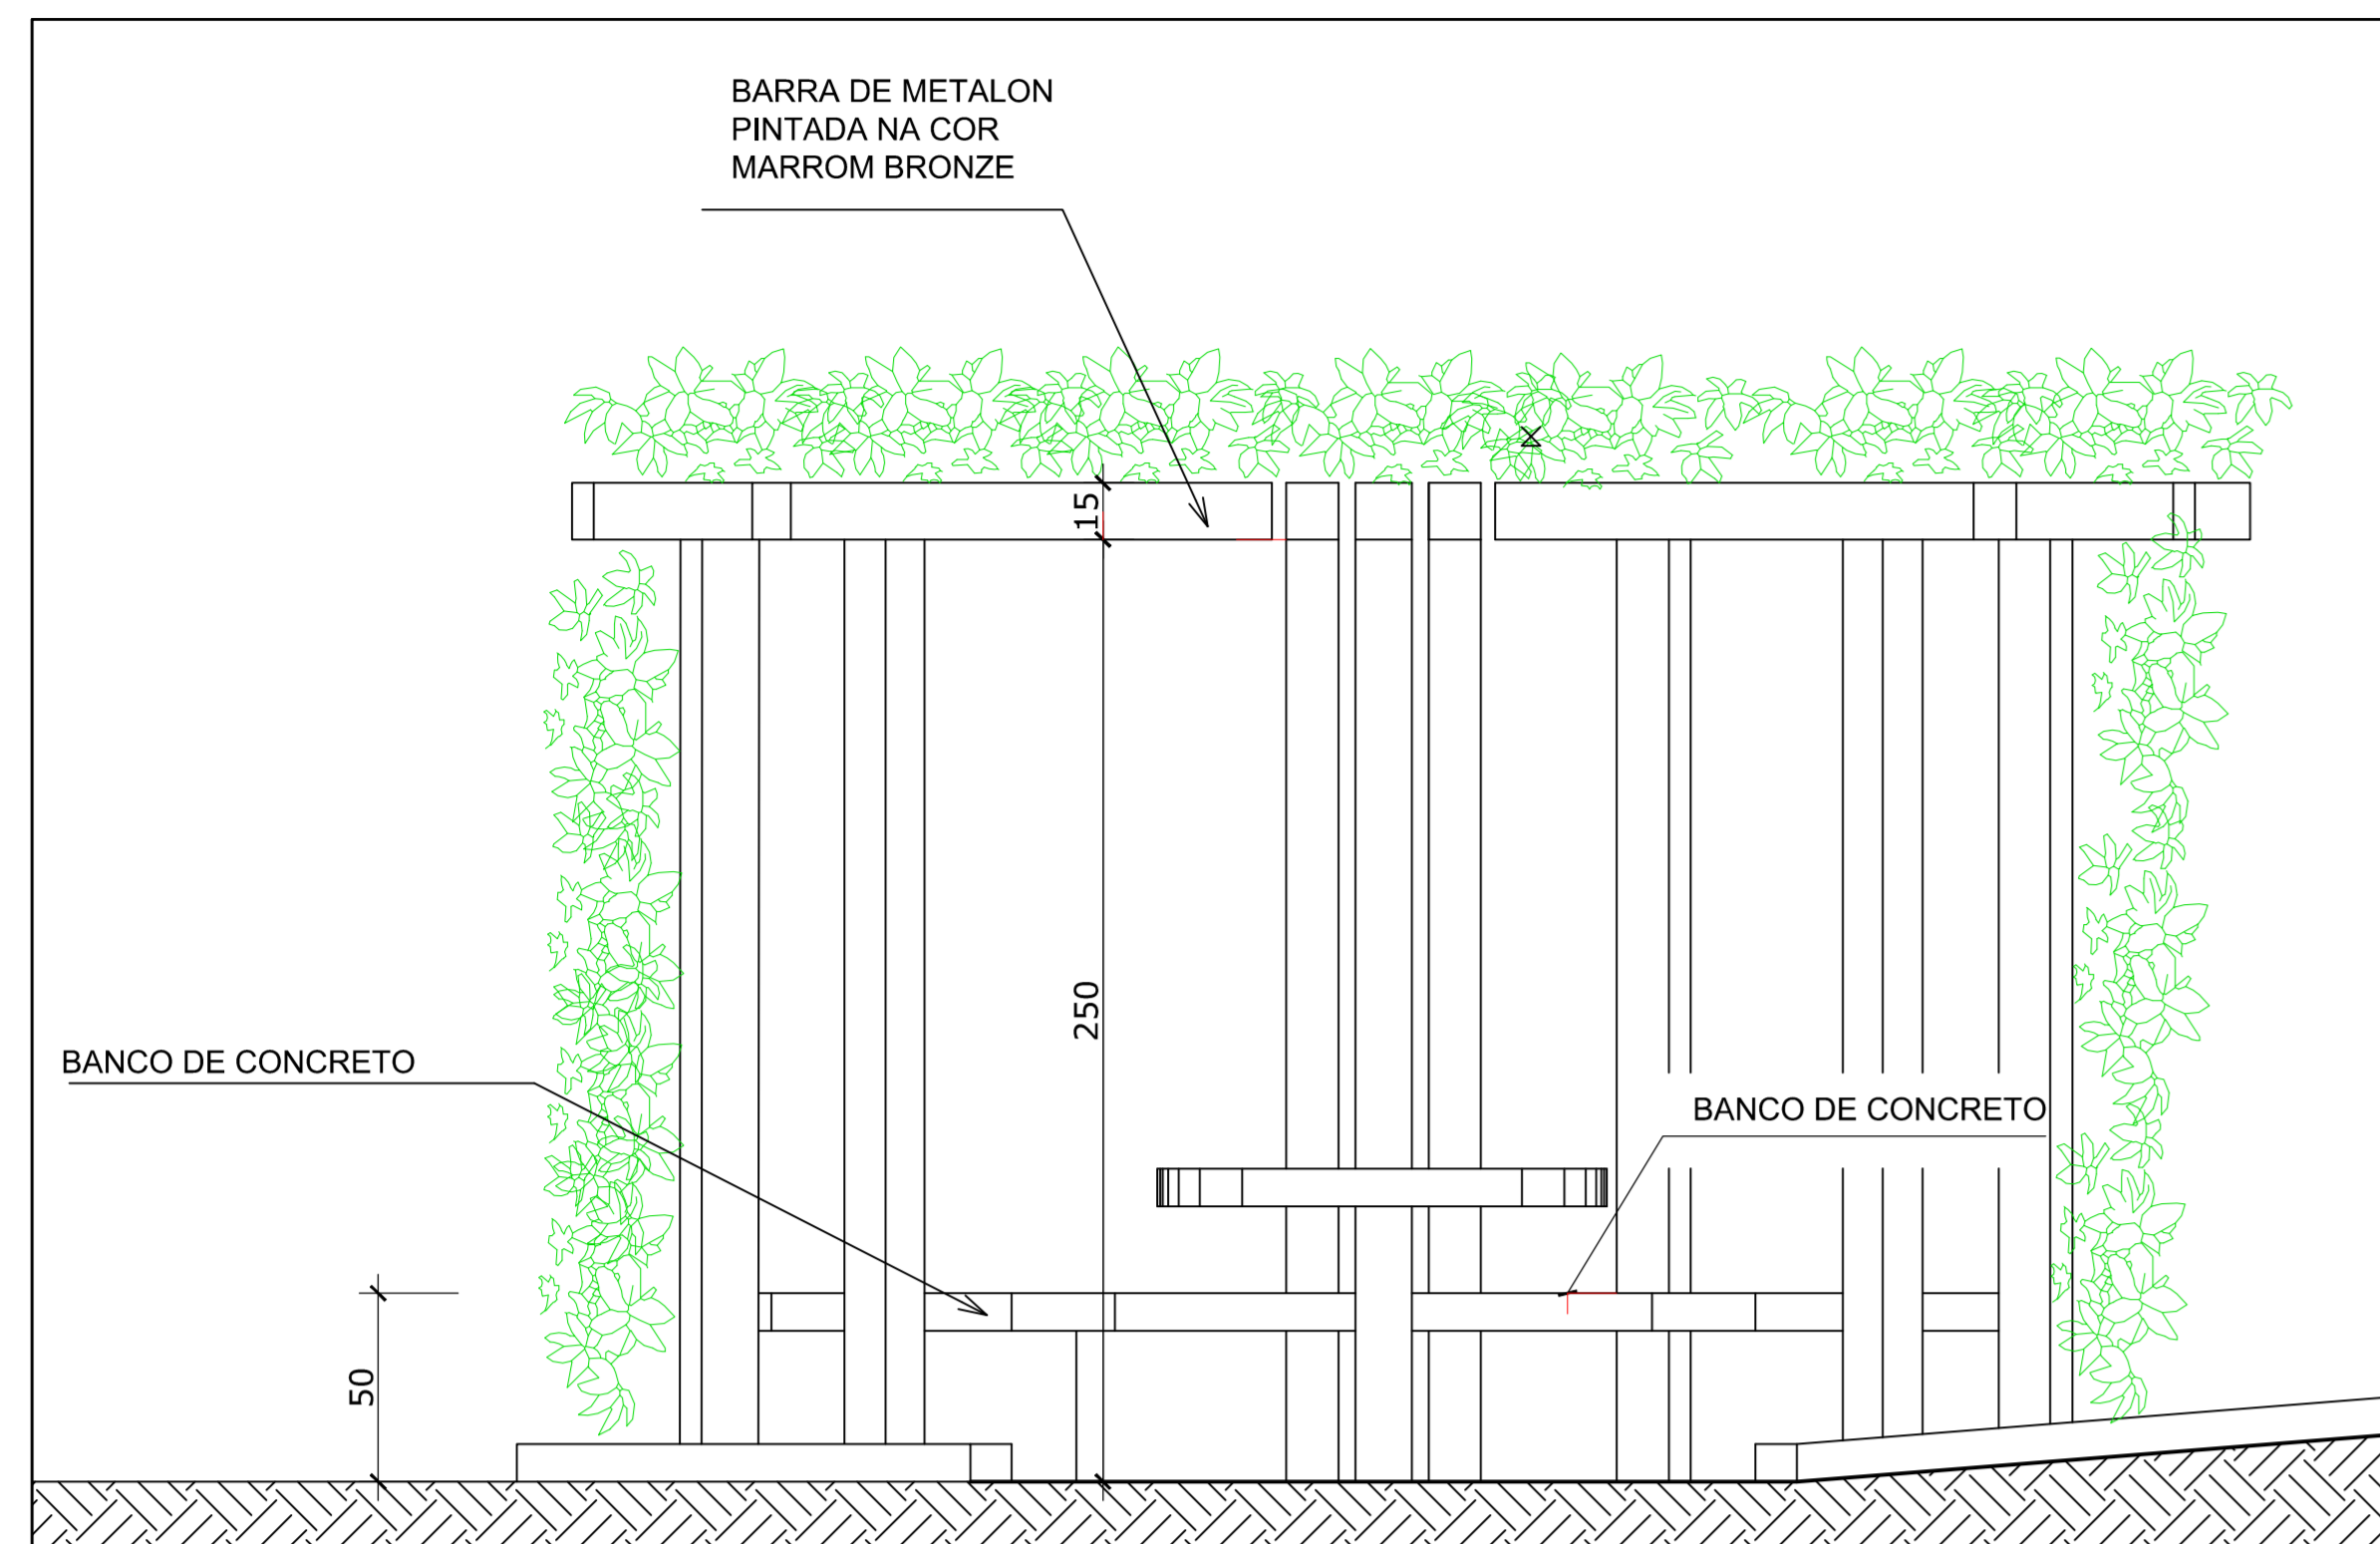 BARRA DE METALON
PINTADA NA COR
MARROM BRONZE
15
250
BANCO DE CONCRETO
BANCO DE CONCRETO
50